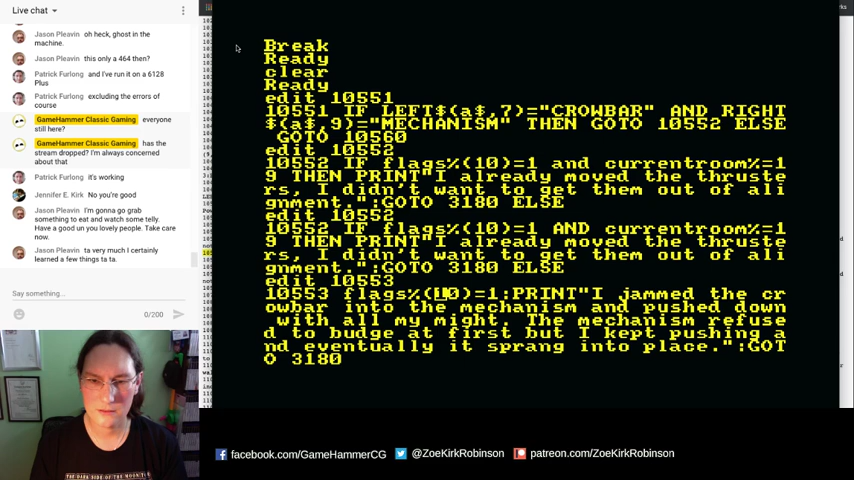 Live chat
Jason Pleavin oh heck, ghost in the
machine.
Jason Pleavin this only a 464 then?
Patrick Furlong and I've run it on a 6128
Plus
Patrick Furlong excluding the errors of
course
GameHammer Classic Gaming everyone
still here?
GameHammer Classic Gaming has the
stream dropped? I'm always concerned
about that
Patrick Furlong it's working
Jennifer E. Kirk No you're good
Jason Pleavin I'm gonna go grab
something to eat and watch some telly.
Have a good un you lovely people. Take care
now.
Jason Pleavin ta very much I certainly
learned a few things ta ta.
Say something...
0/200
Break
Ready
clear
Ready
edit 10551
10551 IF LEFT$(a$,7)="CROWBAR" AND RIGHT
$(a$,9)="MECHANISM" THEN GOTO 10552 ELSE
GOTO 10560
edit 10552
10552 IF flags%(10)=1 and currentroom%=1
9 THEN PRINT"I already moved the thruste
rs, I didn't want to get them out of ali
gnment.":GOTO 3180 ELSE
edit 10552
10552 IF flags%(10)=1 AND currentroom%=1
9 THEN PRINT"I already moved the thruste
rs, I didn't want to get them out of ali
gnment.":GOTO 3180 ELSE
edit 10553
10553 flags%(10)=1:PRINT"I jammed the cr
owbar into the mechanism and pushed down
with all my might. The mechanism refuse
d to budge at first but I kept pushing a
nd eventually it sprang into place.":GOT
O 3180
facebook.com/GameHammerCG
@ZoeKirkRobinson
patreon.com/ZoeKirkRobinson